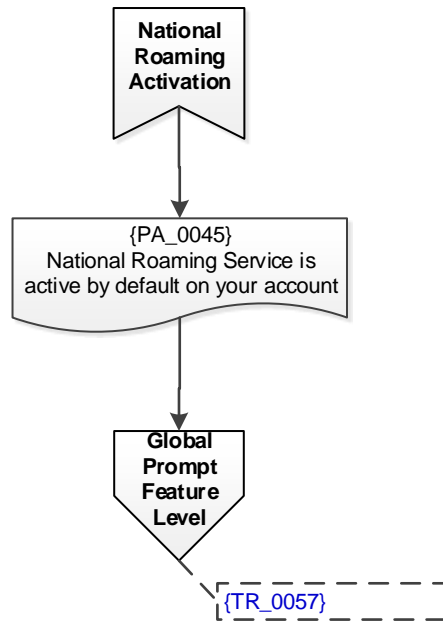 National
Roaming
Activation
{PA_0045}
National Roaming Service is
active by default on your account
Global
Prompt
Feature
Level
{TR_0057}